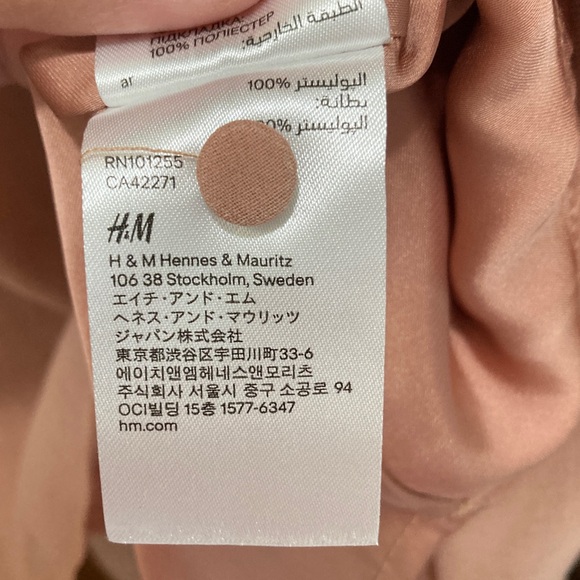 ПІДКЛАДКА:
100% ПОЛІЕСТЕР
الطبقة الخارجية:
ar
البوليستر %100
بطانة:
البوليستر
RN101255
CA42271
H&M
H & M Hennes & Mauritz
106 38 Stockholm, Sweden
エイチ・アンド・エム
ヘネス・アンド・マウリッツ
ジャパン株式会社
東京都渋谷区宇田川町33-6
에이치앤엠헤네스앤모리츠
주식회사 서울시 중구 소공로 94
OCI빌딩 15층 1577-6347
hm.com